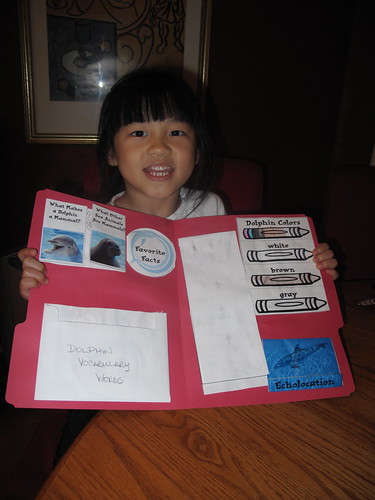 What Makes
a Dolphin
a Mammal?
What Other
Sea Animals
Are Mammals?
Favorite
Facts
Dolphin Colors
white
brown
gray
DOLPHIN
VOCABULARY
WORDS
Echolocation